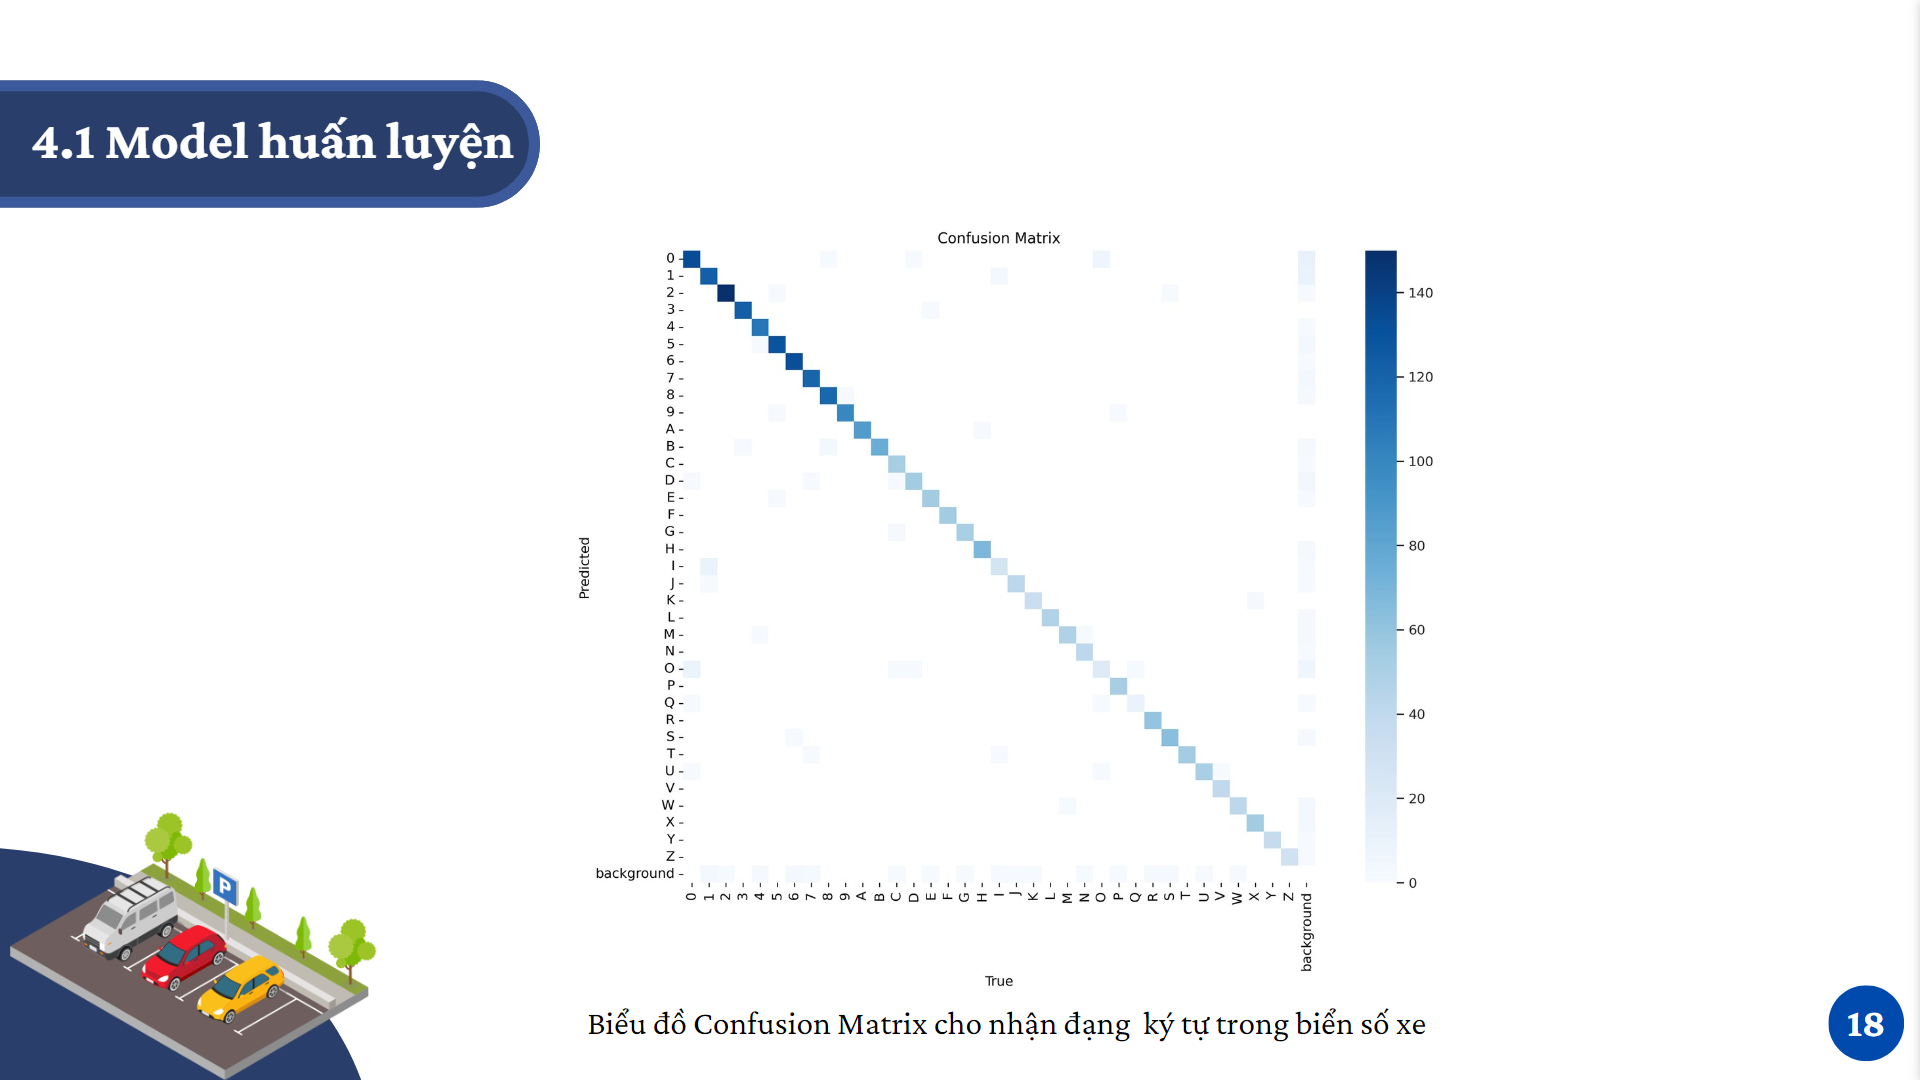 4.1 Model huấn luyện
Confusion Matrix
0
1
2
3
4
5
6
7
8
9
A
B
C
D
E
F
G
H
I
J
K
L
M
N
O
P
Q
R
S
T
U
V
W
X
Y
Z
background
Predicted
0 1 2 3 4 5 6 7 8 9 A B C D E F G H I J K L M N O P Q R S T U V W X Y Z background
True
140
120
100
80
60
40
20
0
P
Biểu đồ Confusion Matrix cho nhận đạng ký tự trong biển số xe
18